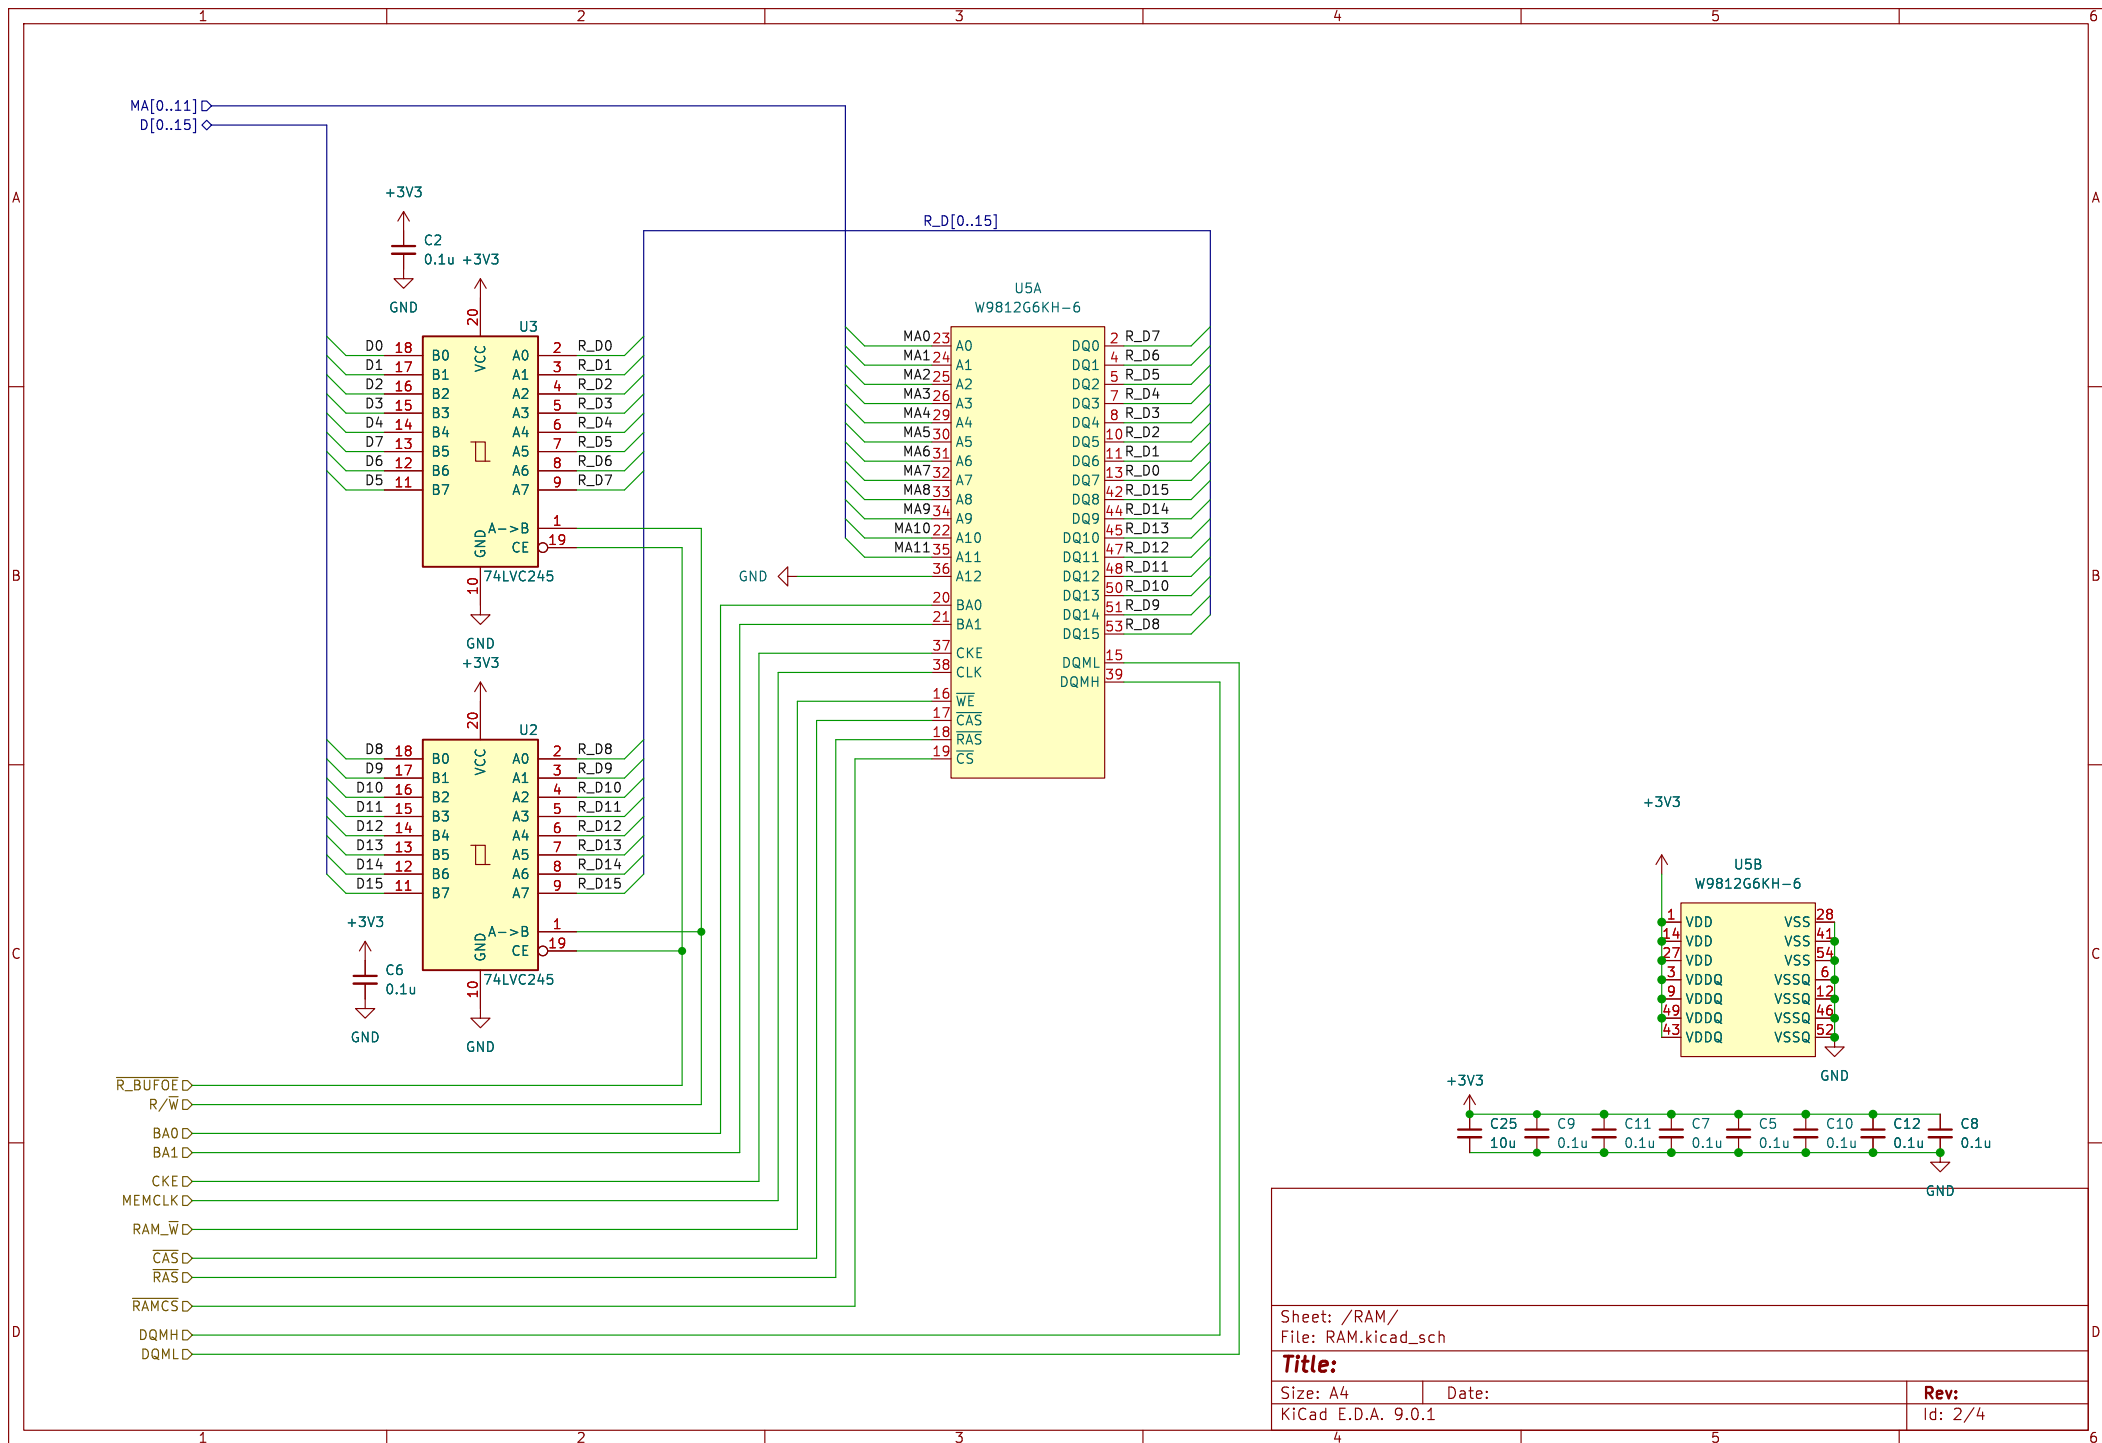 1 2 3 4 5 6
A
B
C
D
MA[0..11]
D[0..15]
+3V3
C2
0.1u
GND
+3V3
R_D[0..15]
U3
20
VCC
D0 18 B0 A0 2 R_D0
D1 17 B1 A1 3 R_D1
D2 16 B2 A2 4 R_D2
D3 15 B3 A3 5 R_D3
D4 14 B4 A4 6 R_D4
D7 13 B5 A5 7 R_D5
D6 12 B6 A6 8 R_D6
D5 11 B7 A7 9 R_D7
A->B 1
CE 19
GND
10
74LVC245
GND
+3V3
U2
20
VCC
D8 18 B0 A0 2 R_D8
D9 17 B1 A1 3 R_D9
D10 16 B2 A2 4 R_D10
D11 15 B3 A3 5 R_D11
D12 14 B4 A4 6 R_D12
D13 13 B5 A5 7 R_D13
D14 12 B6 A6 8 R_D14
D15 11 B7 A7 9 R_D15
A->B 1
CE 19
GND
10
74LVC245
GND
+3V3
C6
0.1u
GND
U5A
W9812G6KH-6
MA0 23 A0 DQ0 2 R_D7
MA1 24 A1 DQ1 4 R_D6
MA2 25 A2 DQ2 5 R_D5
MA3 26 A3 DQ3 7 R_D4
MA4 29 A4 DQ4 8 R_D3
MA5 30 A5 DQ5 10 R_D2
MA6 31 A6 DQ6 11 R_D1
MA7 32 A7 DQ7 13 R_D0
MA8 33 A8 DQ8 42 R_D15
MA9 34 A9 DQ9 44 R_D14
MA10 22 A10 DQ10 45 R_D13
MA11 35 A11 DQ11 47 R_D12
GND 36 A12 DQ12 48 R_D11
DQ13 50 R_D10
20 BA0 DQ14 51 R_D9
21 BA1 DQ15 53 R_D8
37 CKE DQML 15
38 CLK DQMH 39
16 WE
17 CAS
18 RAS
19 CS
R_BUFOE
R/W
BA0
BA1
CKE
MEMCLK
RAM_W
CAS
RAS
RAMCS
DQMH
DQML
+3V3
U5B
W9812G6KH-6
1 VDD VSS 28
14 VDD VSS 41
27 VDD VSS 54
3 VDDQ VSSQ 6
9 VDDQ VSSQ 12
49 VDDQ VSSQ 46
43 VDDQ VSSQ 52
GND
+3V3
C25 C9 C11 C7 C5 C10 C12 C8
10u 0.1u 0.1u 0.1u 0.1u 0.1u 0.1u 0.1u
GND
Sheet: /RAM/
File: RAM.kicad_sch
Title:
Size: A4 Date: Rev:
KiCad E.D.A. 9.0.1 Id: 2/4
A
B
C
D
1 2 3 4 5 6